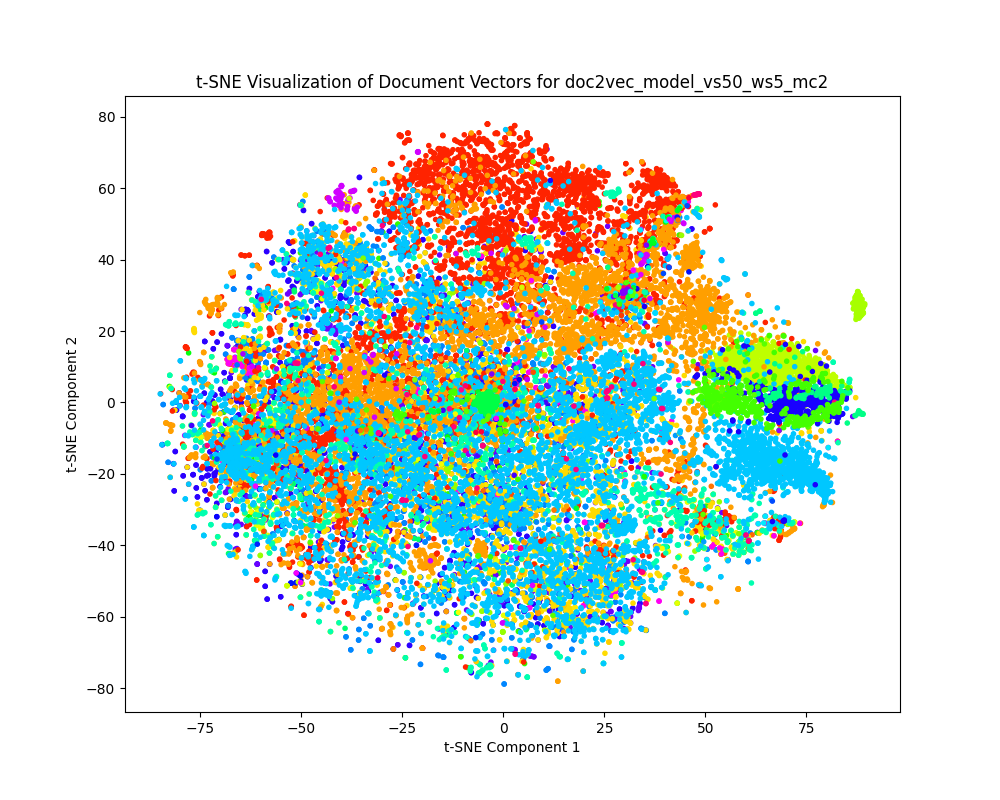 t-SNE Visualization of Document Vectors for doc2vec_model_vs50_ws5_mc2
80
60
40
20
0
−20
−40
−60
−80
t-SNE Component 2
−75 −50 −25 0 25 50 75
t-SNE Component 1